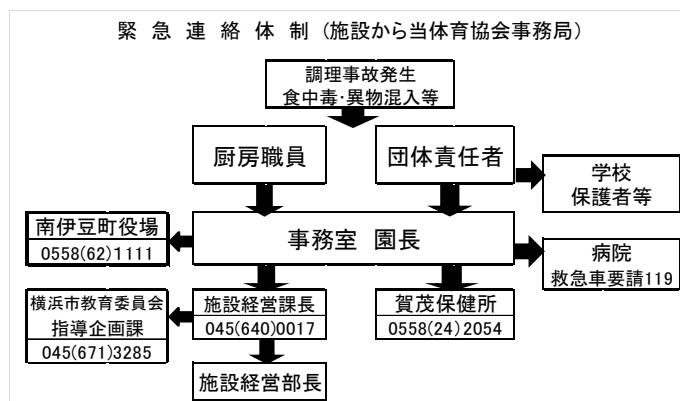 緊 急 連 絡 体 制 (施設から当体育協会事務局)
調理事故発生
食中毒・異物混入等
厨房職員
団体責任者
学校
保護者等
南伊豆町役場
0558(62)1111
事務室 園長
病院
救急車要請119
横浜市教育委員会
指導企画課
045(671)3285
施設経営課長
045(640)0017
賀茂保健所
0558(24)2054
施設経営部長